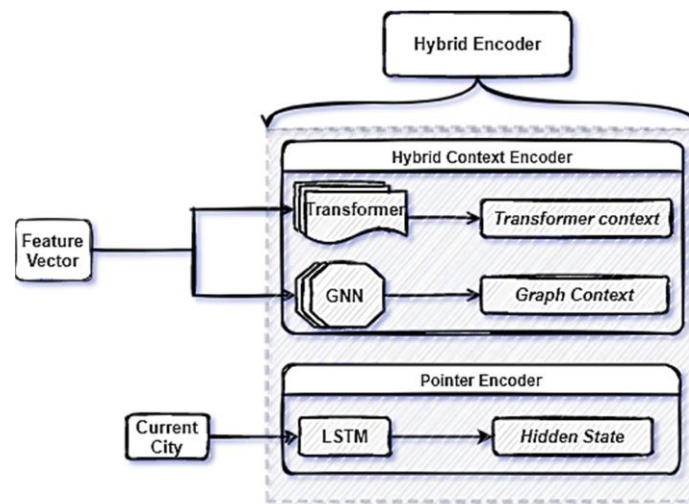 Hybrid Encoder
Hybrid Context Encoder
Transformer
Transformer context
Feature
Vector
GNN
Graph Context
Pointer Encoder
Current
City
LSTM
Hidden State